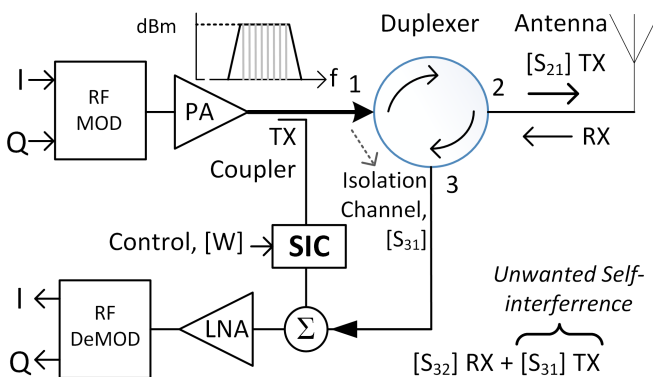 dBm
f
Duplexer
Antenna
I
Q
RF
MOD
PA
1
2
3
[S21] TX
RX
TX
Coupler
Isolation
Channel,
[S31]
Control, [W]
SIC
Unwanted Self-
interferrence
I
Q
RF
DeMOD
LNA
Σ
[S32] RX + [S31] TX